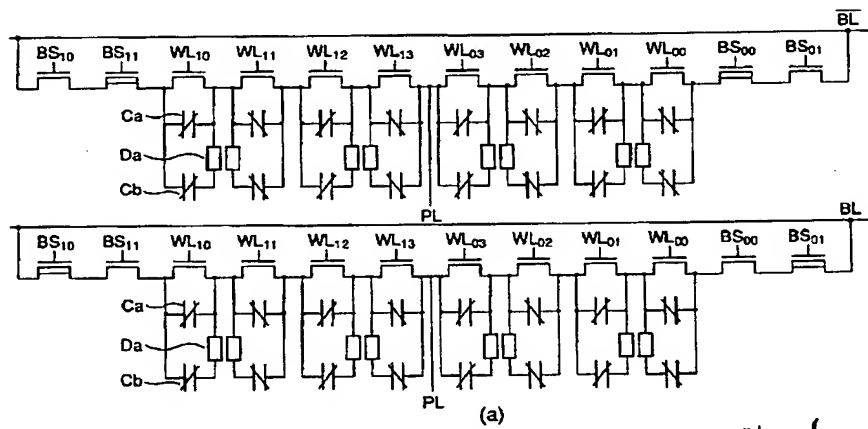 B̅L̅
BS₁₀ BS₁₁ WL₁₀ WL₁₁ WL₁₂ WL₁₃ WL₀₃ WL₀₂ WL₀₁ WL₀₀ BS₀₀ BS₀₁
Ca
Da
Cb
PL
BL
BS₁₀ BS₁₁ WL₁₀ WL₁₁ WL₁₂ WL₁₃ WL₀₃ WL₀₂ WL₀₁ WL₀₀ BS₀₀ BS₀₁
Ca
Da
Cb
PL
(a)